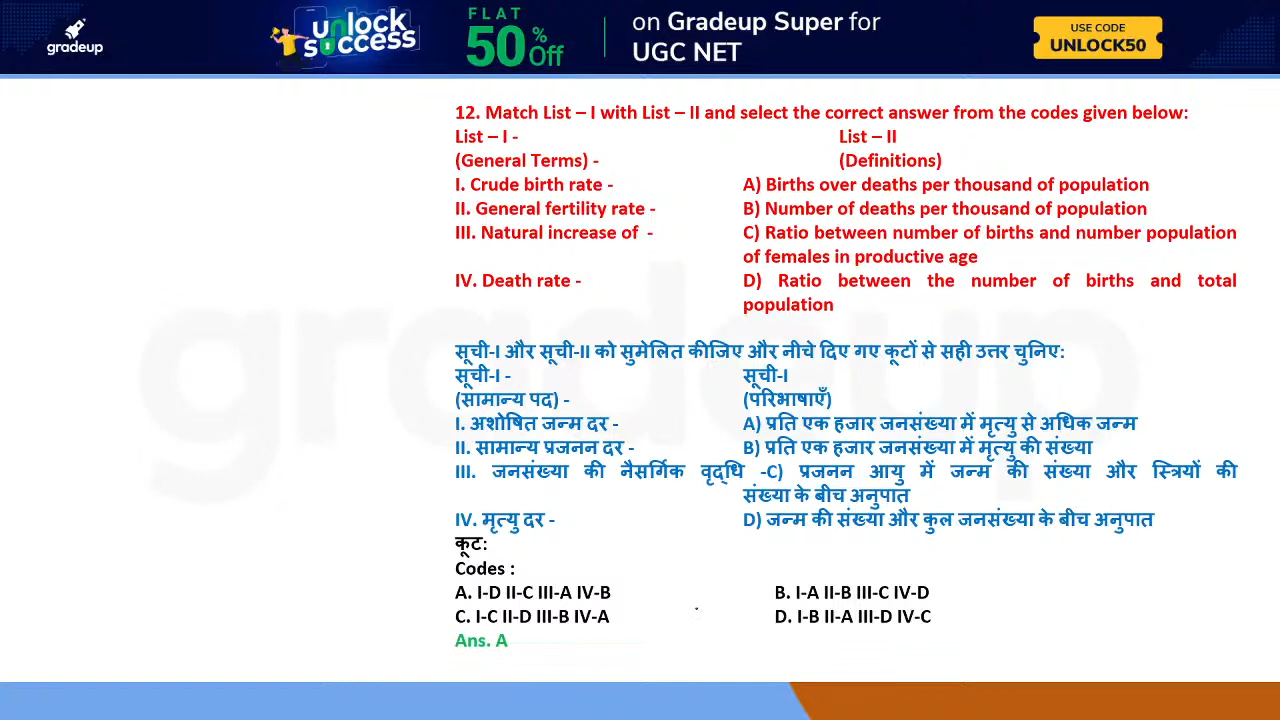 gradeup
unlock
success
FLAT
50% Off
on Gradeup Super for
UGC NET
USE CODE
UNLOCK50
12. Match List – I with List – II and select the correct answer from the codes given below:
List – I - List – II
(General Terms) - (Definitions)
I. Crude birth rate - A) Births over deaths per thousand of population
II. General fertility rate - B) Number of deaths per thousand of population
III. Natural increase of - C) Ratio between number of births and number population
of females in productive age
IV. Death rate - D) Ratio between the number of births and total
population
सूची-I और सूची-II को सुमेलित कीजिए और नीचे दिए गए कूटों से सही उत्तर चुनिए:
सूची-I - सूची-I
(सामान्य पद) - (परिभाषाएँ)
I. अशोषित जन्म दर - A) प्रति एक हजार जनसंख्या में मृत्यु से अधिक जन्म
II. सामान्य प्रजनन दर - B) प्रति एक हजार जनसंख्या में मृत्यु की संख्या
III. जनसंख्या की नैसर्गिक वृद्धि -C) प्रजनन आयु में जन्म की संख्या और स्त्रियों की
संख्या के बीच अनुपात
IV. मृत्यु दर - D) जन्म की संख्या और कुल जनसंख्या के बीच अनुपात
कूट:
Codes :
A. I-D II-C III-A IV-B B. I-A II-B III-C IV-D
C. I-C II-D III-B IV-A D. I-B II-A III-D IV-C
Ans. A
gradeup